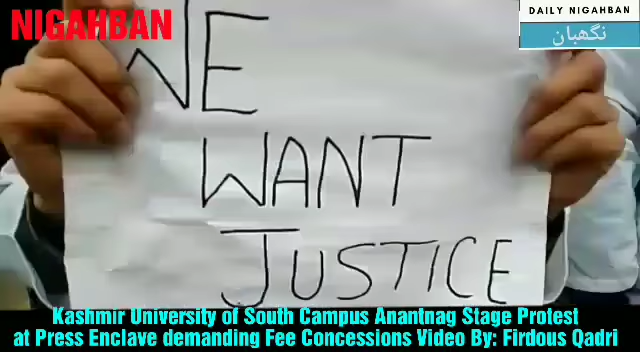 NIGAHBAN
DAILY NIGAHBAN
نگهبان
WE
WANT
JUSTICE
Kashmir University of South Campus Anantnag Stage Protest
at Press Enclave demanding Fee Concessions Video By: Firdous Qadri